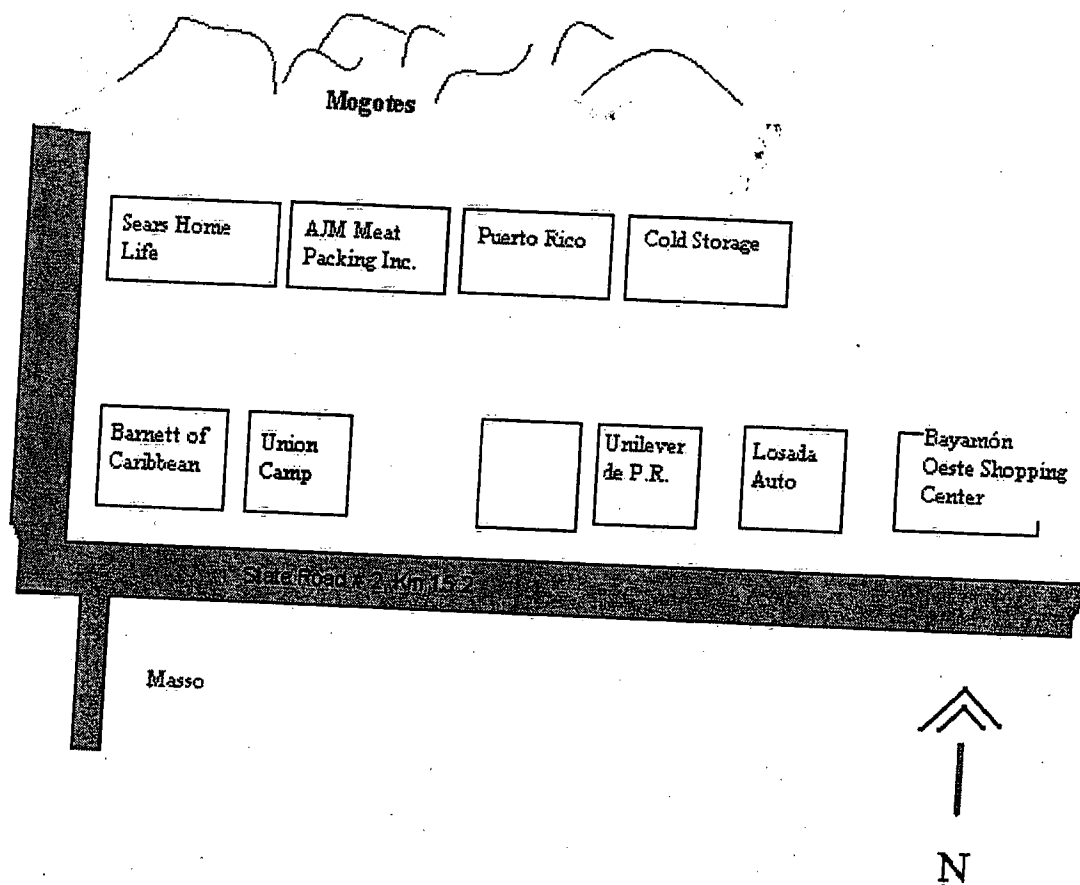 Mogotes
Sears Home
Life
AJM Meat
Packing Inc.
Puerto Rico
Cold Storage
Barnett of
Caribbean
Union
Camp
Unilever
de P.R.
Losada
Auto
Bayamón
Oeste Shopping
Center
State Road # 2 Km 15.2
Masso
N